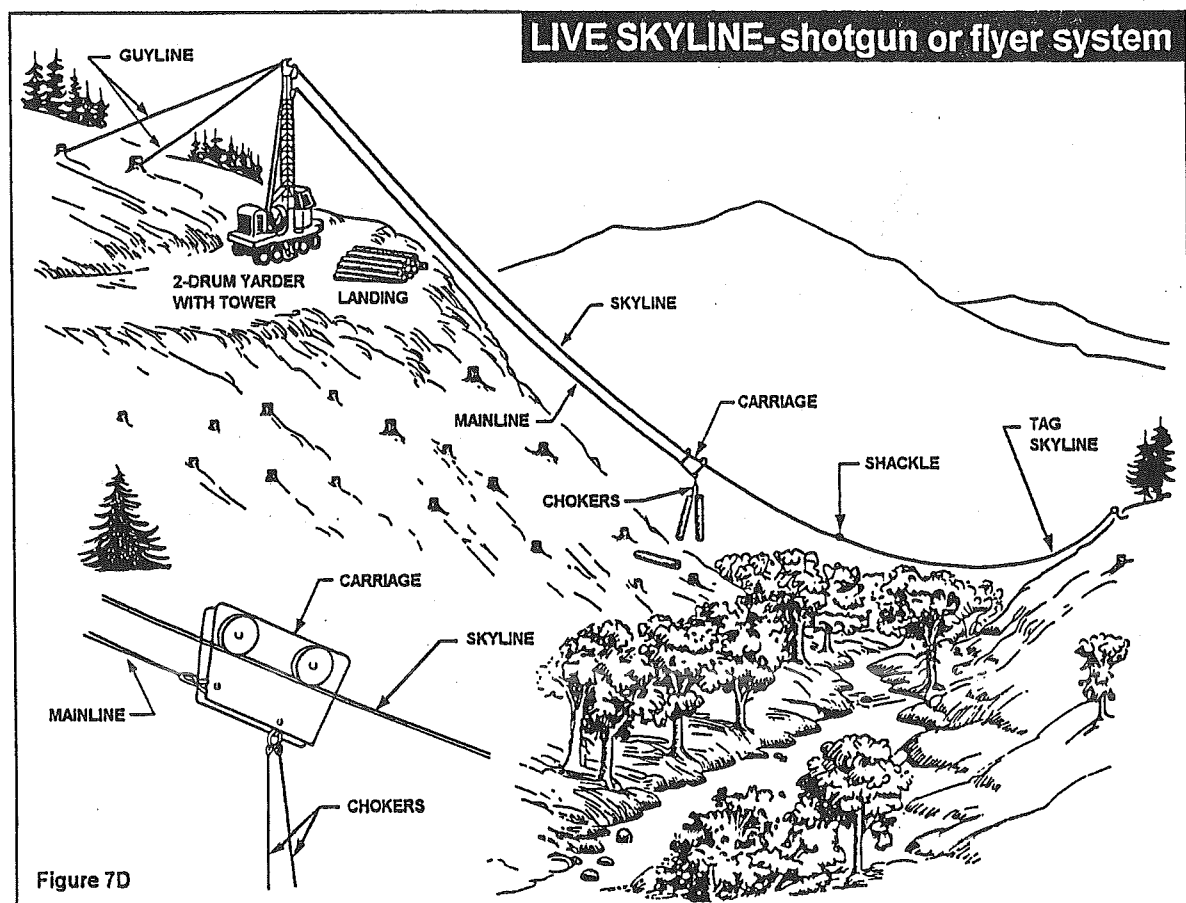 LIVE SKYLINE- shotgun or flyer system
GUYLINE
2-DRUM YARDER
WITH TOWER
LANDING
SKYLINE
MAINLINE
CARRIAGE
TAG
SKYLINE
SHACKLE
CHOKERS
CARRIAGE
SKYLINE
MAINLINE
CHOKERS
Figure 7D